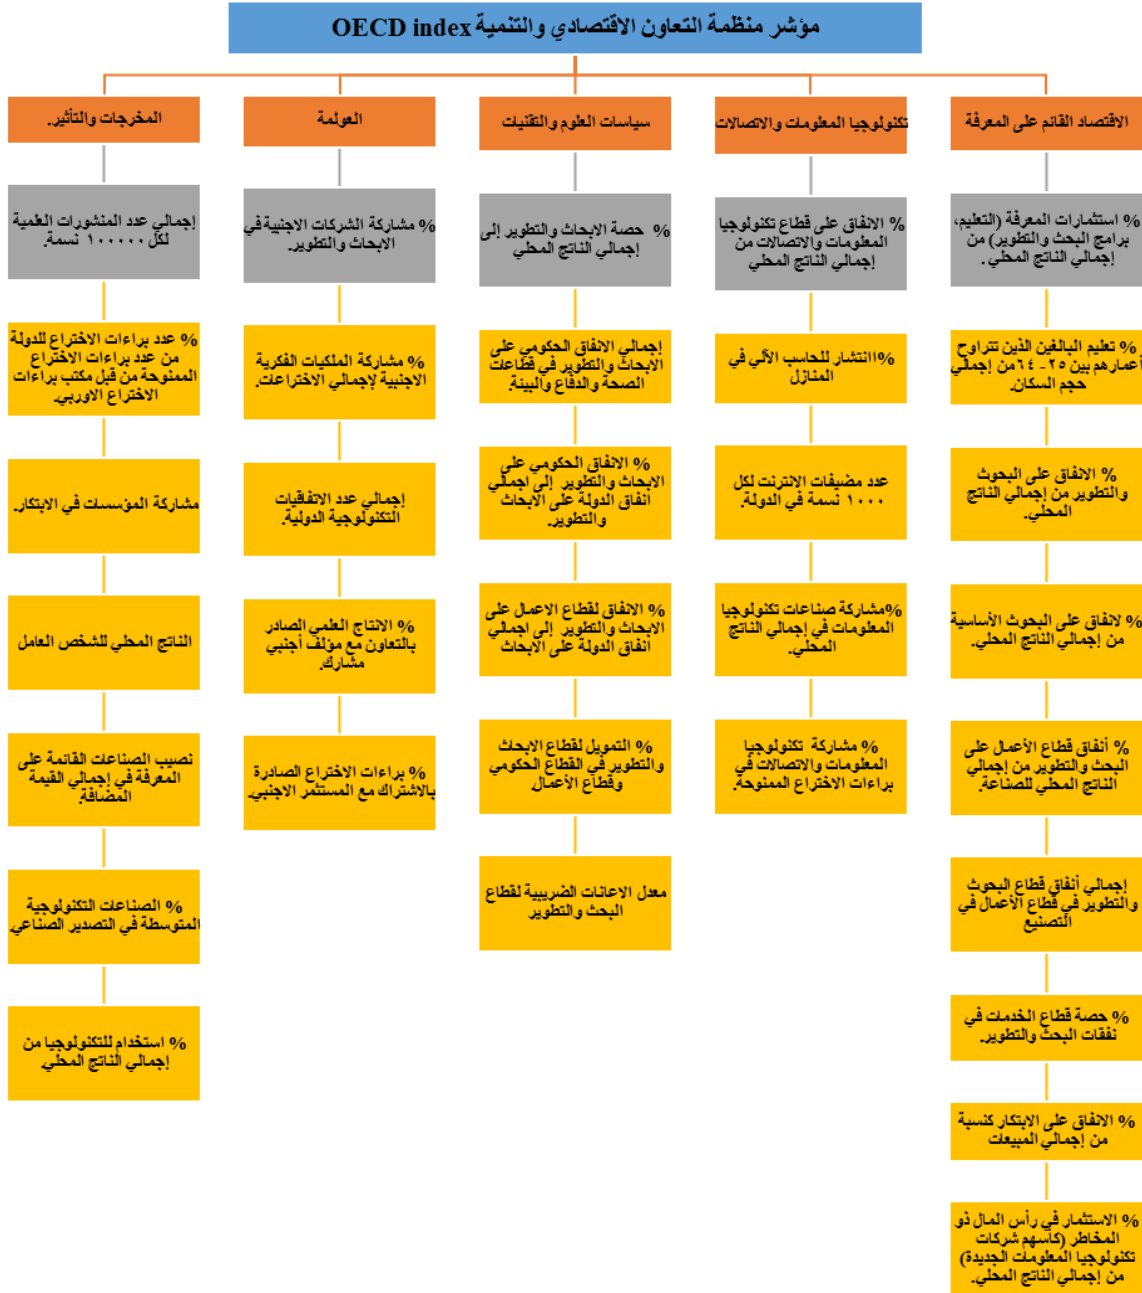 مؤشر منظمة التعاون الاقتصادي والتنمية OECD index
الاقتصاد القائم على المعرفة
% استثمارات المعرفة (التعليم،
برامج البحث والتطوير) من
إجمالي الناتج المحلي .
% تعليم البالغين الذين تتراوح
أعمارهم بين ٢٥- ٦٤من إجمالي
حجم السكان.
% الانفاق على البحوث
والتطوير من إجمالي الناتج
المحلي.
% لانفاق على البحوث الأساسية
من إجمالي الناتج المحلي.
% أنفاق قطاع الأعمال على
البحث والتطوير من إجمالي
الناتج المحلي للصناعة.
إجمالي أنفاق قطاع البحوث
والتطوير في قطاع الأعمال في
التصنيع
% حصة قطاع الخدمات في
نفقات البحث والتطوير.
% الانفاق على الابتكار كنسبة
من إجمالي المبيعات
% الاستثمار في رأس المال ذو
المخاطر (كأسهم شركات
تكنولوجيا المعلومات الجديدة)
من إجمالي الناتج المحلي.
تكنولوجيا المعلومات والاتصالات
% الانفاق على قطاع تكنولوجيا
المعلومات والاتصالات من
إجمالي الناتج المحلي
%اانتشار للحاسب الآلي في
المنازل
عدد مضيفات الانترنت لكل
١٠٠٠ نسمة في الدولة.
%مشاركة صناعات تكنولوجيا
المعلومات في إجمالي الناتج
المحلي.
% مشاركة تكنولوجيا
المعلومات والاتصالات في
براءات الاختراع الممنوحة.
سياسات العلوم والتقنيات
% حصة الابحاث والتطوير إلى
إجمالي الناتج المحلي
إجمالي الانفاق الحكومي على
الابحاث والتطوير في قطاعات
الصحة والدفاع والبيئة.
% الانفاق الحكومي على
الابحاث والتطوير إلى اجمالي
أنفاق الدولة على الابحاث
والتطوير.
% الانفاق لقطاع الاعمال على
الابحاث والتطوير إلى اجمالي
أنفاق الدولة على الابحاث
% التمويل لقطاع الابحاث
والتطوير في القطاع الحكومي
وقطاع الأعمال.
معدل الاعانات الضريبية لقطاع
البحث والتطوير
العولمة
% مشاركة الشركات الاجنبية في
الابحاث والتطوير.
% مشاركة الملكيات الفكرية
الاجنبية لإجمالي الاختراعات.
إجمالي عدد الاتفاقيات
التكنولوجية الدولية.
% الانتاج العلمي الصادر
بالتعاون مع مؤلف أجنبي
مشارك.
% براءات الاختراع الصادرة
بالاشتراك مع المستثمر الاجنبي.
المخرجات والتأثير.
إجمالي عدد المنشورات العلمية
لكل ١٠٠٠٠٠ نسمة.
% عدد براءات الاختراع للدولة
من عدد براءات الاختراع
الممنوحة من قبل مكتب براءات
الاختراع الاوربي.
مشاركة المؤسسات في الابتكار.
الناتج المحلي للشخص العامل
نصيب الصناعات القائمة على
المعرفة في إجمالي القيمة
المضافة.
% الصناعات التكنولوجية
المتوسطة في التصدير الصناعي.
% استخدام للتكنولوجيا من
إجمالي الناتج المحلي.